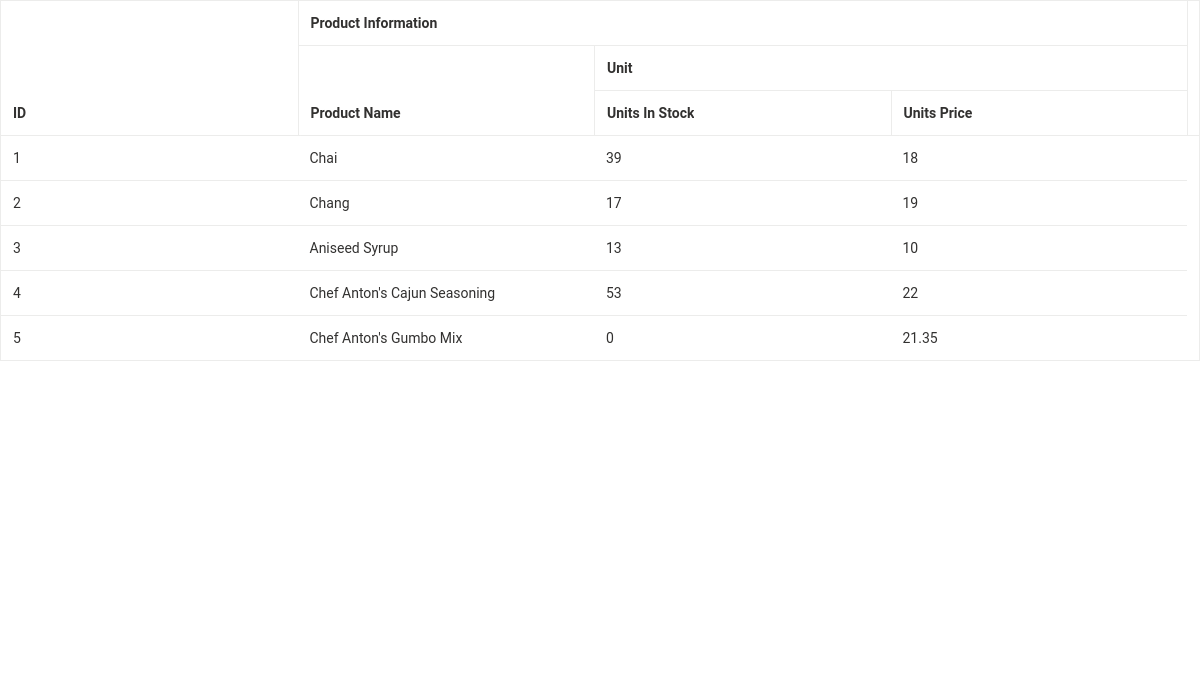 Product Information
Unit
ID Product Name Units In Stock Units Price
1 Chai 39 18
2 Chang 17 19
3 Aniseed Syrup 13 10
4 Chef Anton's Cajun Seasoning 53 22
5 Chef Anton's Gumbo Mix 0 21.35